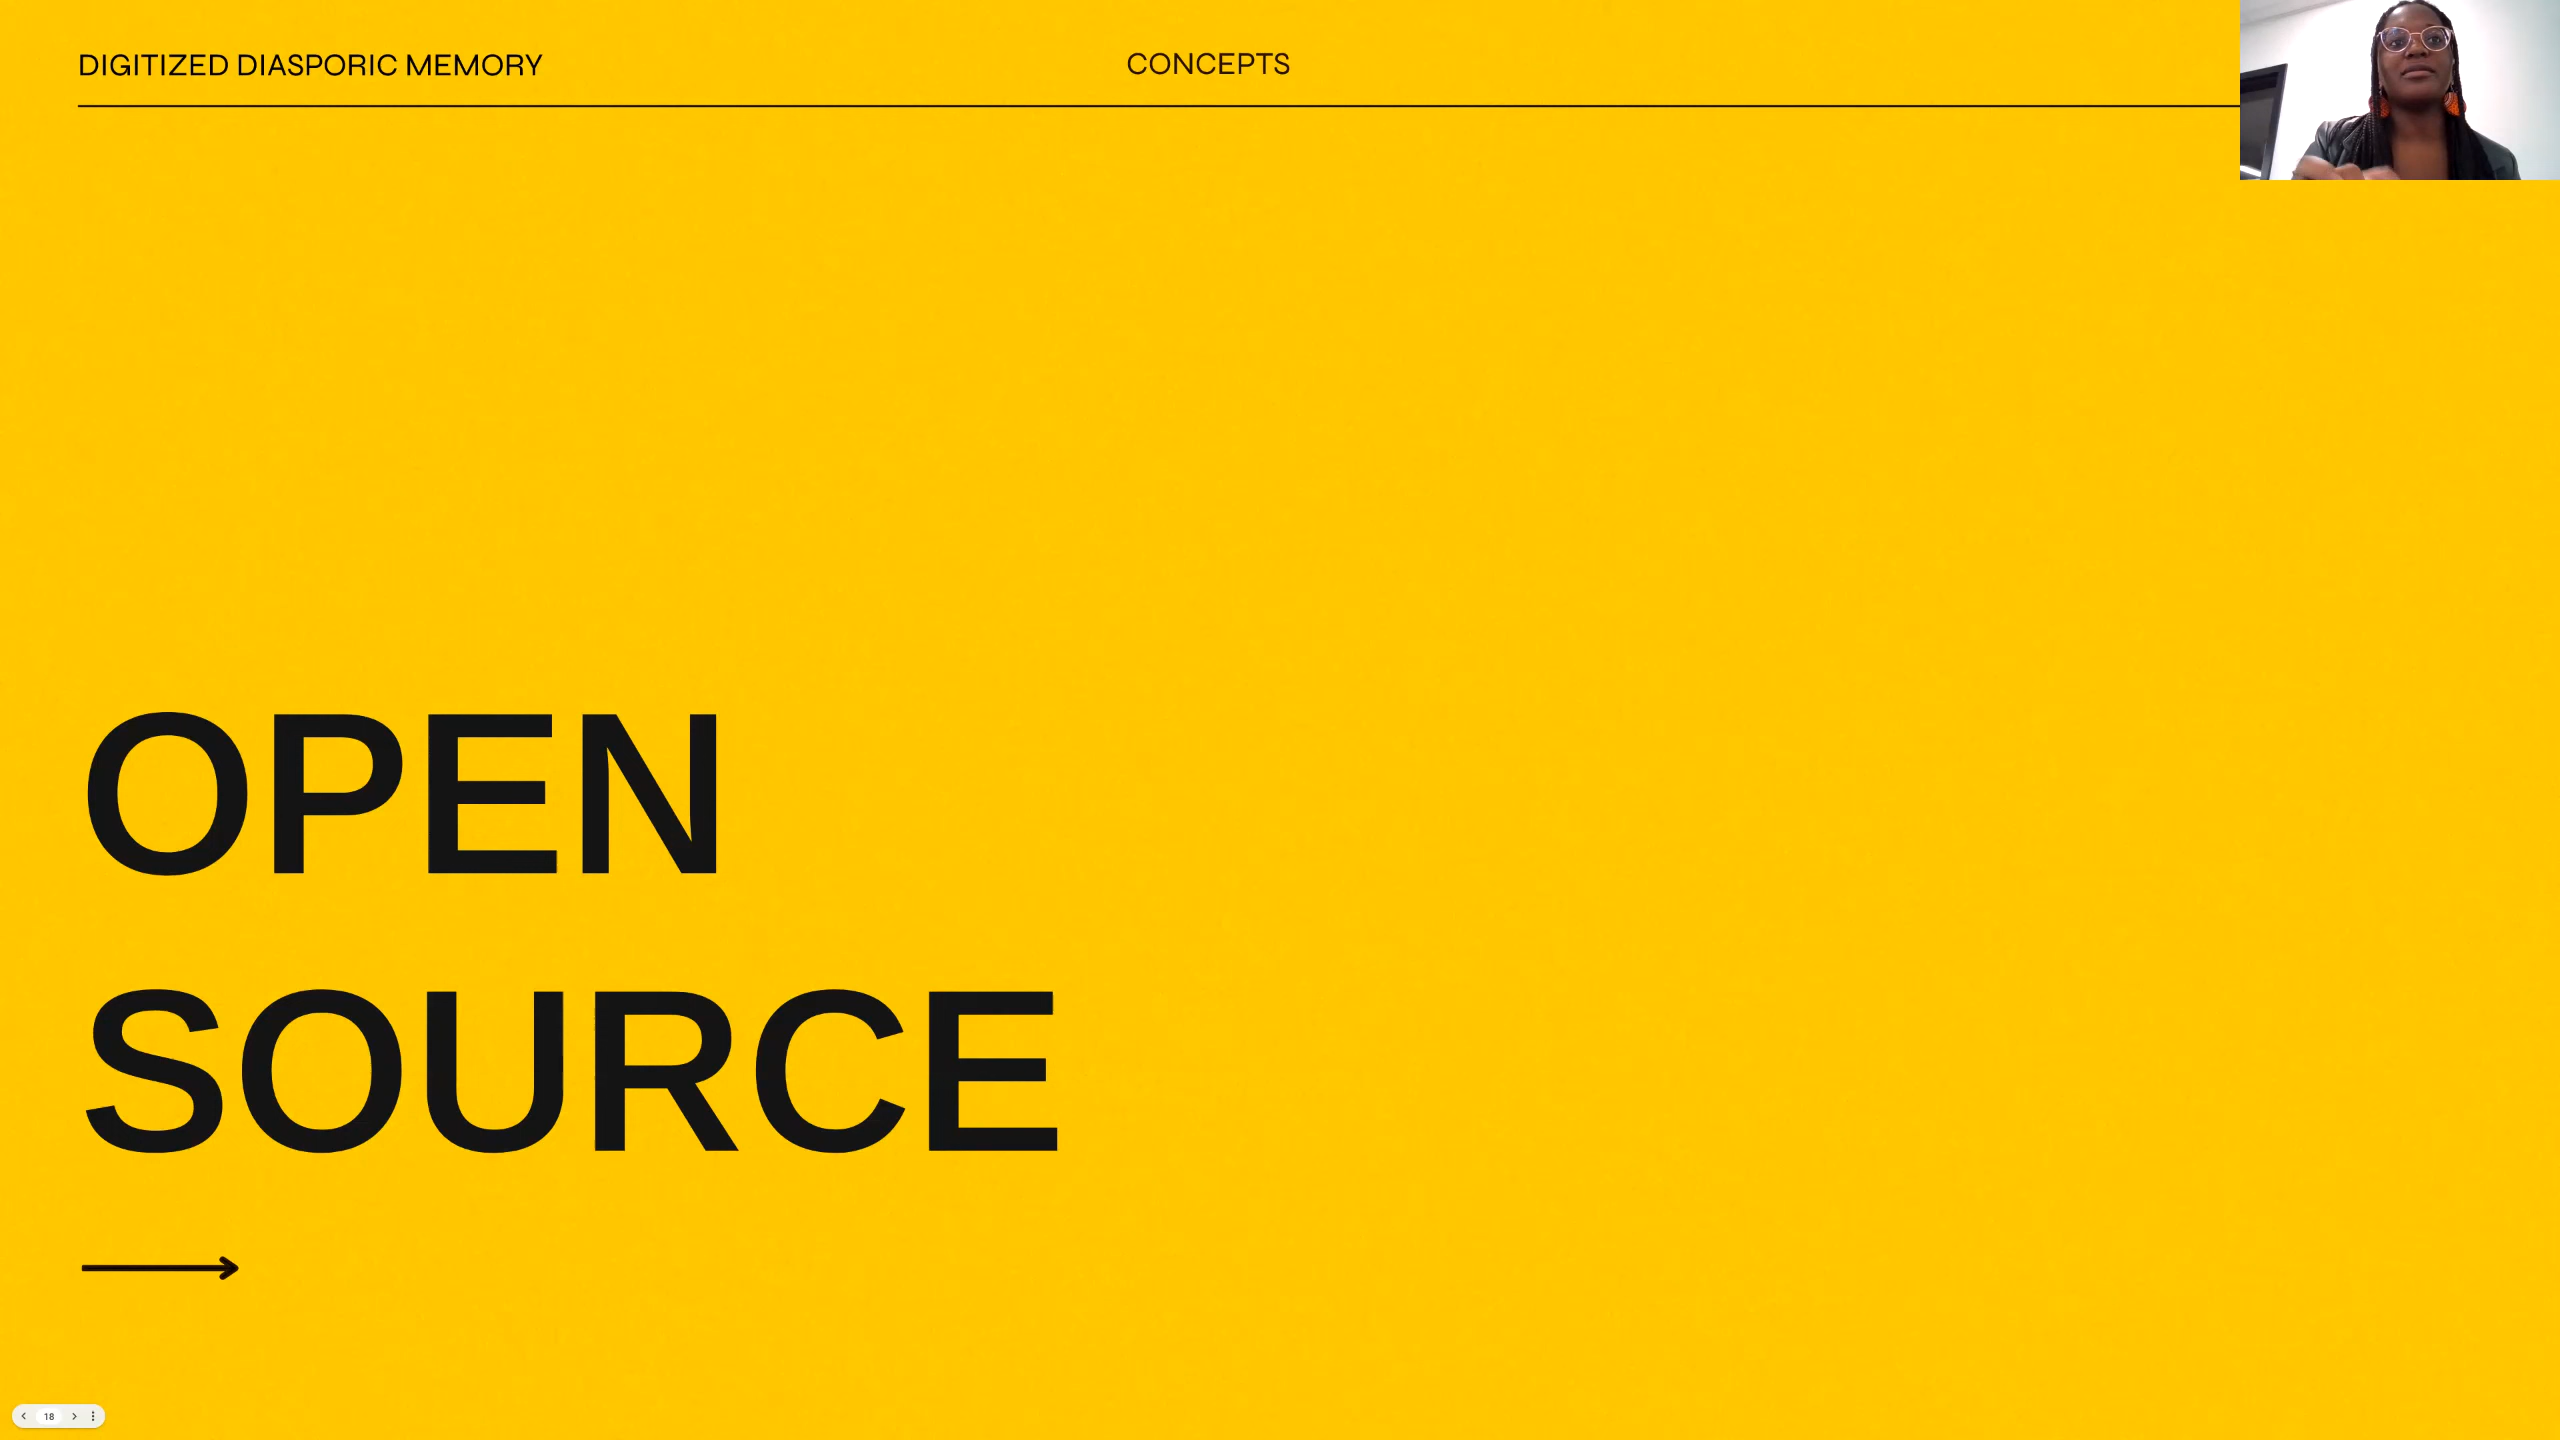 DIGITIZED DIASPORIC MEMORY
CONCEPTS
OPEN
SOURCE
18